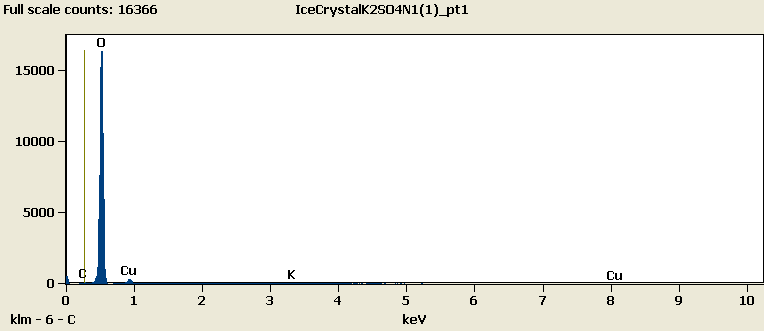 Full scale counts: 16366 IceCrystalK2SO4N1(1)_pt1
O
15000
10000
5000
C Cu K Cu
0
0 1 2 3 4 5 6 7 8 9 10
klm - 6 - C keV